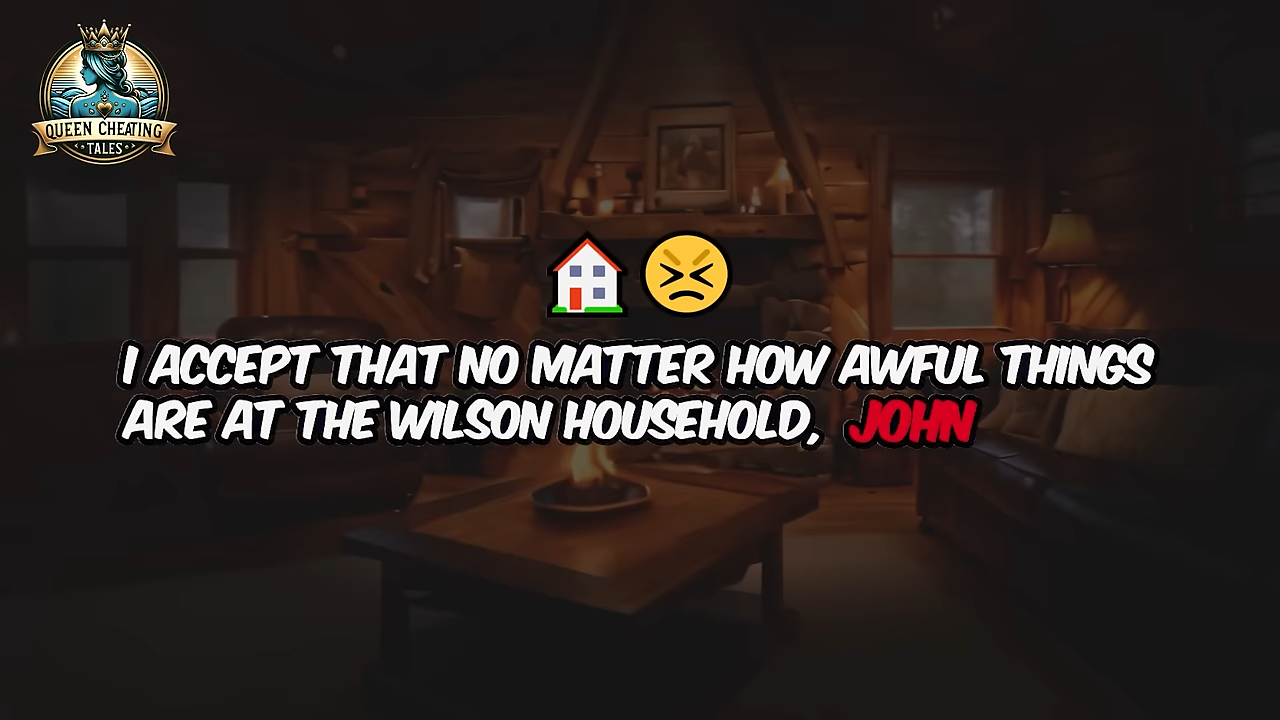 QUEEN CHEATING
TALES
I ACCEPT THAT NO MATTER HOW AWFUL THINGS
ARE AT THE WILSON HOUSEHOLD, JOHN